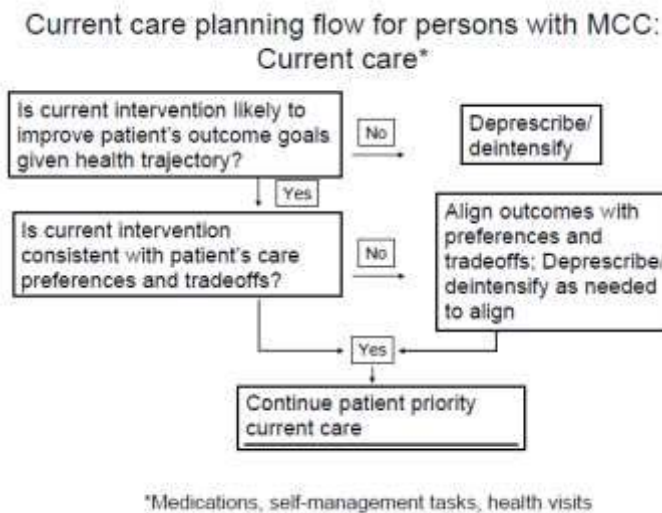 Current care planning flow for persons with MCC:
Current care*
Is current intervention likely to
improve patient's outcome goals
given health trajectory?
No
Deprescribe/
deintensify
Yes
Is current intervention
consistent with patient's care
preferences and tradeoffs?
No
Align outcomes with
preferences and
tradeoffs; Deprescribe/
deintensify as needed
to align
Yes
Continue patient priority
current care
*Medications, self-management tasks, health visits